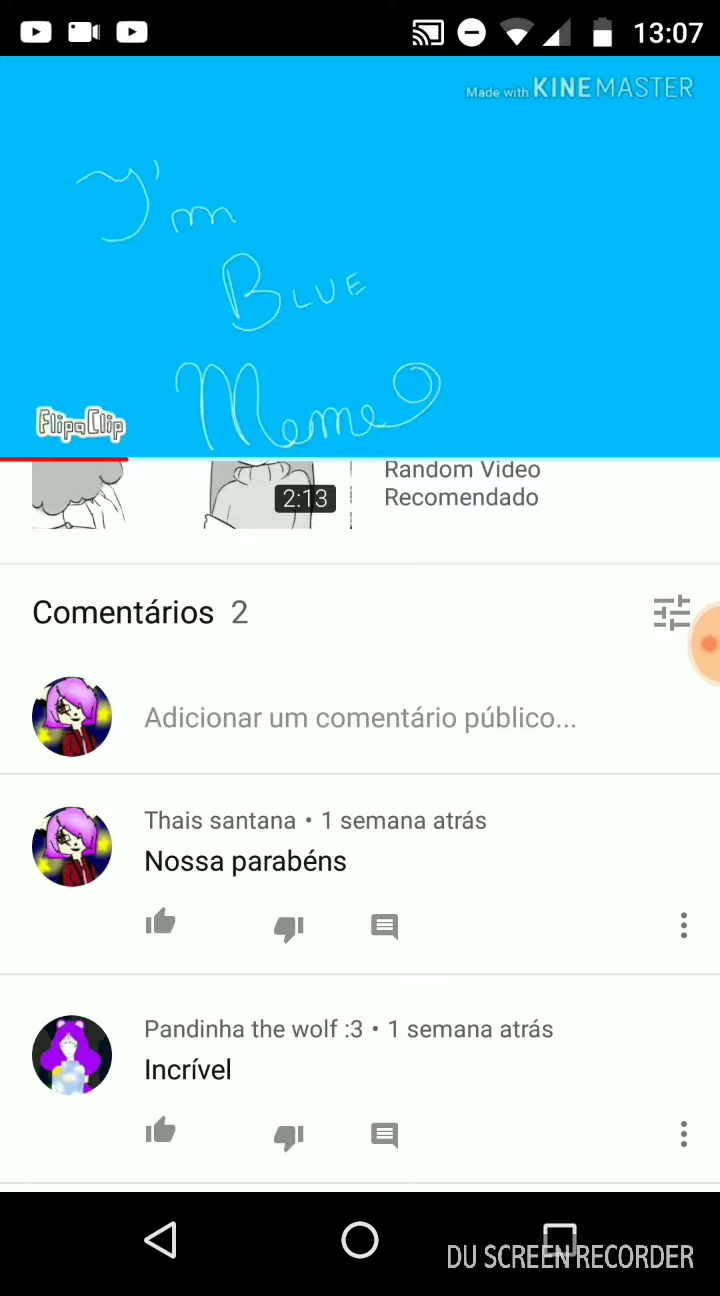 13:07
Made with KINEMASTER
I'm
BLUE
Meme
FlipaClip
2:13
Random Video
Recomendado
Comentários 2
Adicionar um comentário público...
Thais santana • 1 semana atrás
Nossa parabéns
Pandinha the wolf :3 • 1 semana atrás
Incrível
DU SCREEN RECORDER